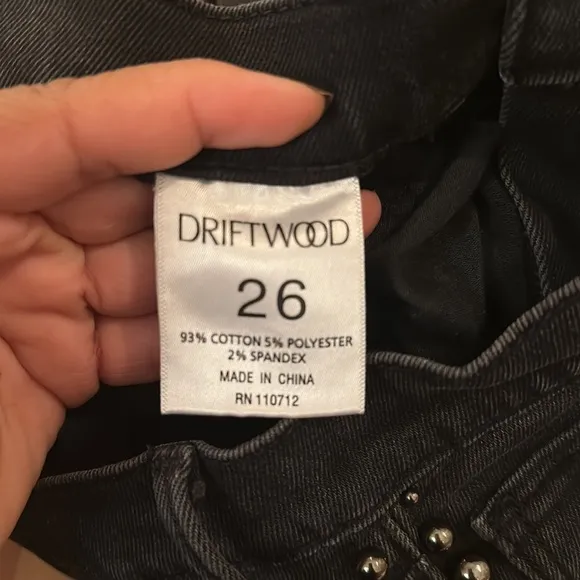 DRIFTWOOD
26
93% COTTON 5% POLYESTER
2% SPANDEX
MADE IN CHINA
RN 110712